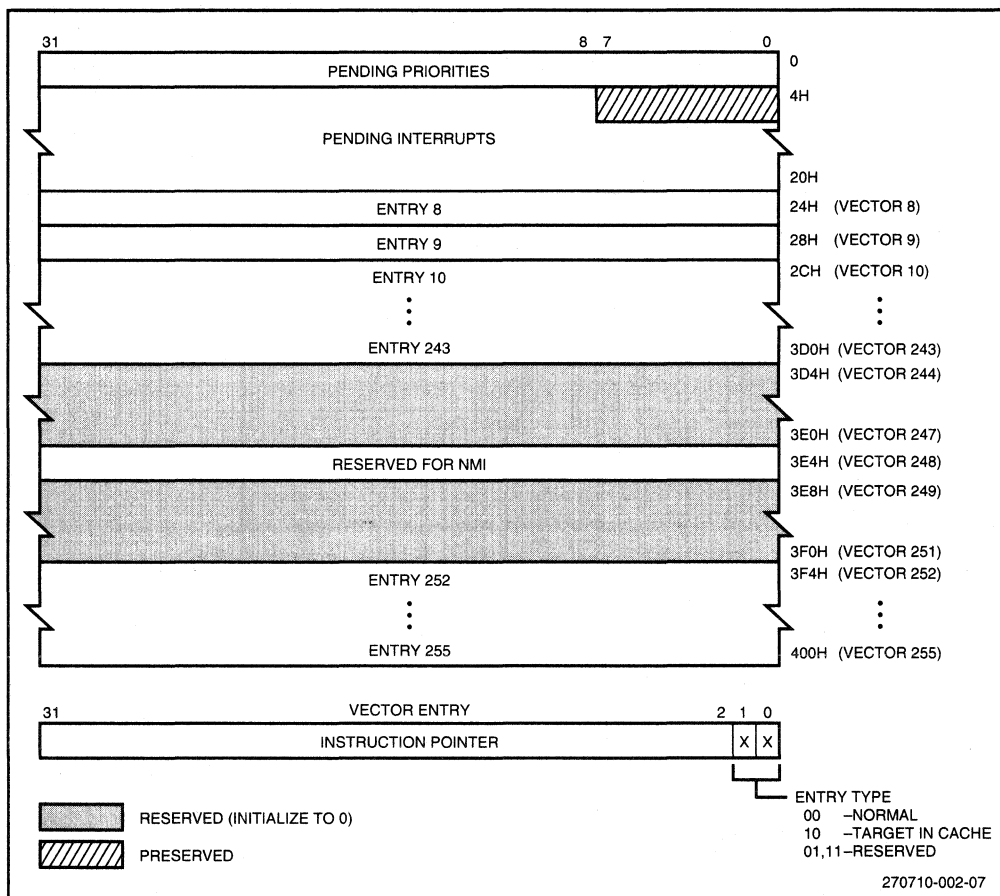 31 8 7 0
PENDING PRIORITIES 0
4H
PENDING INTERRUPTS
20H
ENTRY 8 24H (VECTOR 8)
ENTRY 9 28H (VECTOR 9)
ENTRY 10 2CH (VECTOR 10)
ENTRY 243 3D0H (VECTOR 243)
3D4H (VECTOR 244)
3E0H (VECTOR 247)
RESERVED FOR NMI 3E4H (VECTOR 248)
3E8H (VECTOR 249)
3F0H (VECTOR 251)
ENTRY 252 3F4H (VECTOR 252)
ENTRY 255 400H (VECTOR 255)
31 VECTOR ENTRY 2 1 0
INSTRUCTION POINTER X X
ENTRY TYPE
00 –NORMAL
10 –TARGET IN CACHE
01,11–RESERVED
RESERVED (INITIALIZE TO 0)
PRESERVED
270710-002-07